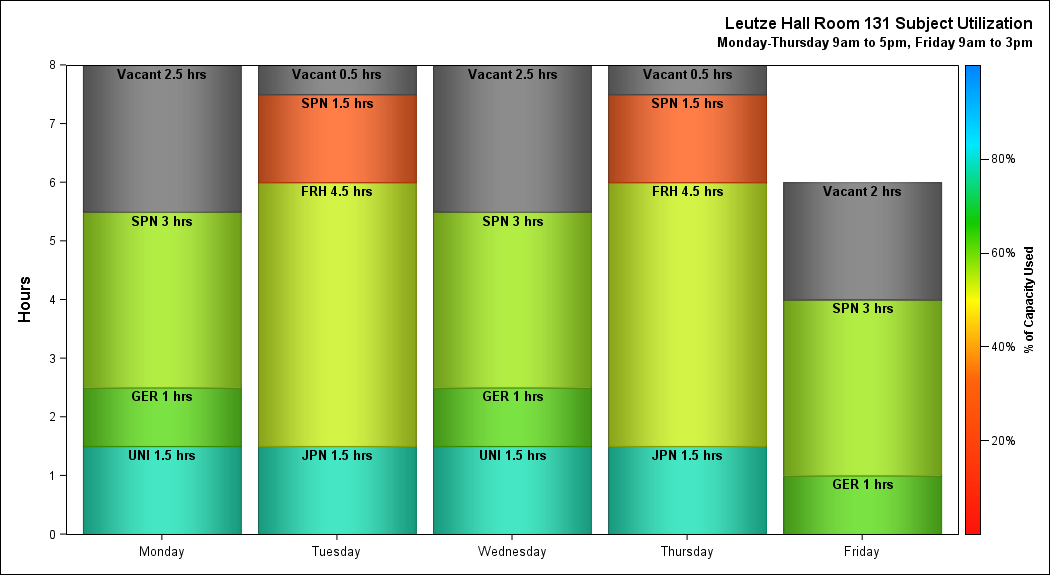 Leutze Hall Room 131 Subject Utilization
Monday-Thursday 9am to 5pm, Friday 9am to 3pm
Hours
8
7
6
5
4
3
2
1
0
Vacant 2.5 hrs
SPN 3 hrs
GER 1 hrs
UNI 1.5 hrs
Vacant 0.5 hrs
SPN 1.5 hrs
FRH 4.5 hrs
JPN 1.5 hrs
Vacant 2.5 hrs
SPN 3 hrs
GER 1 hrs
UNI 1.5 hrs
Vacant 0.5 hrs
SPN 1.5 hrs
FRH 4.5 hrs
JPN 1.5 hrs
Vacant 2 hrs
SPN 3 hrs
GER 1 hrs
Monday
Tuesday
Wednesday
Thursday
Friday
80%
60%
40%
20%
% of Capacity Used